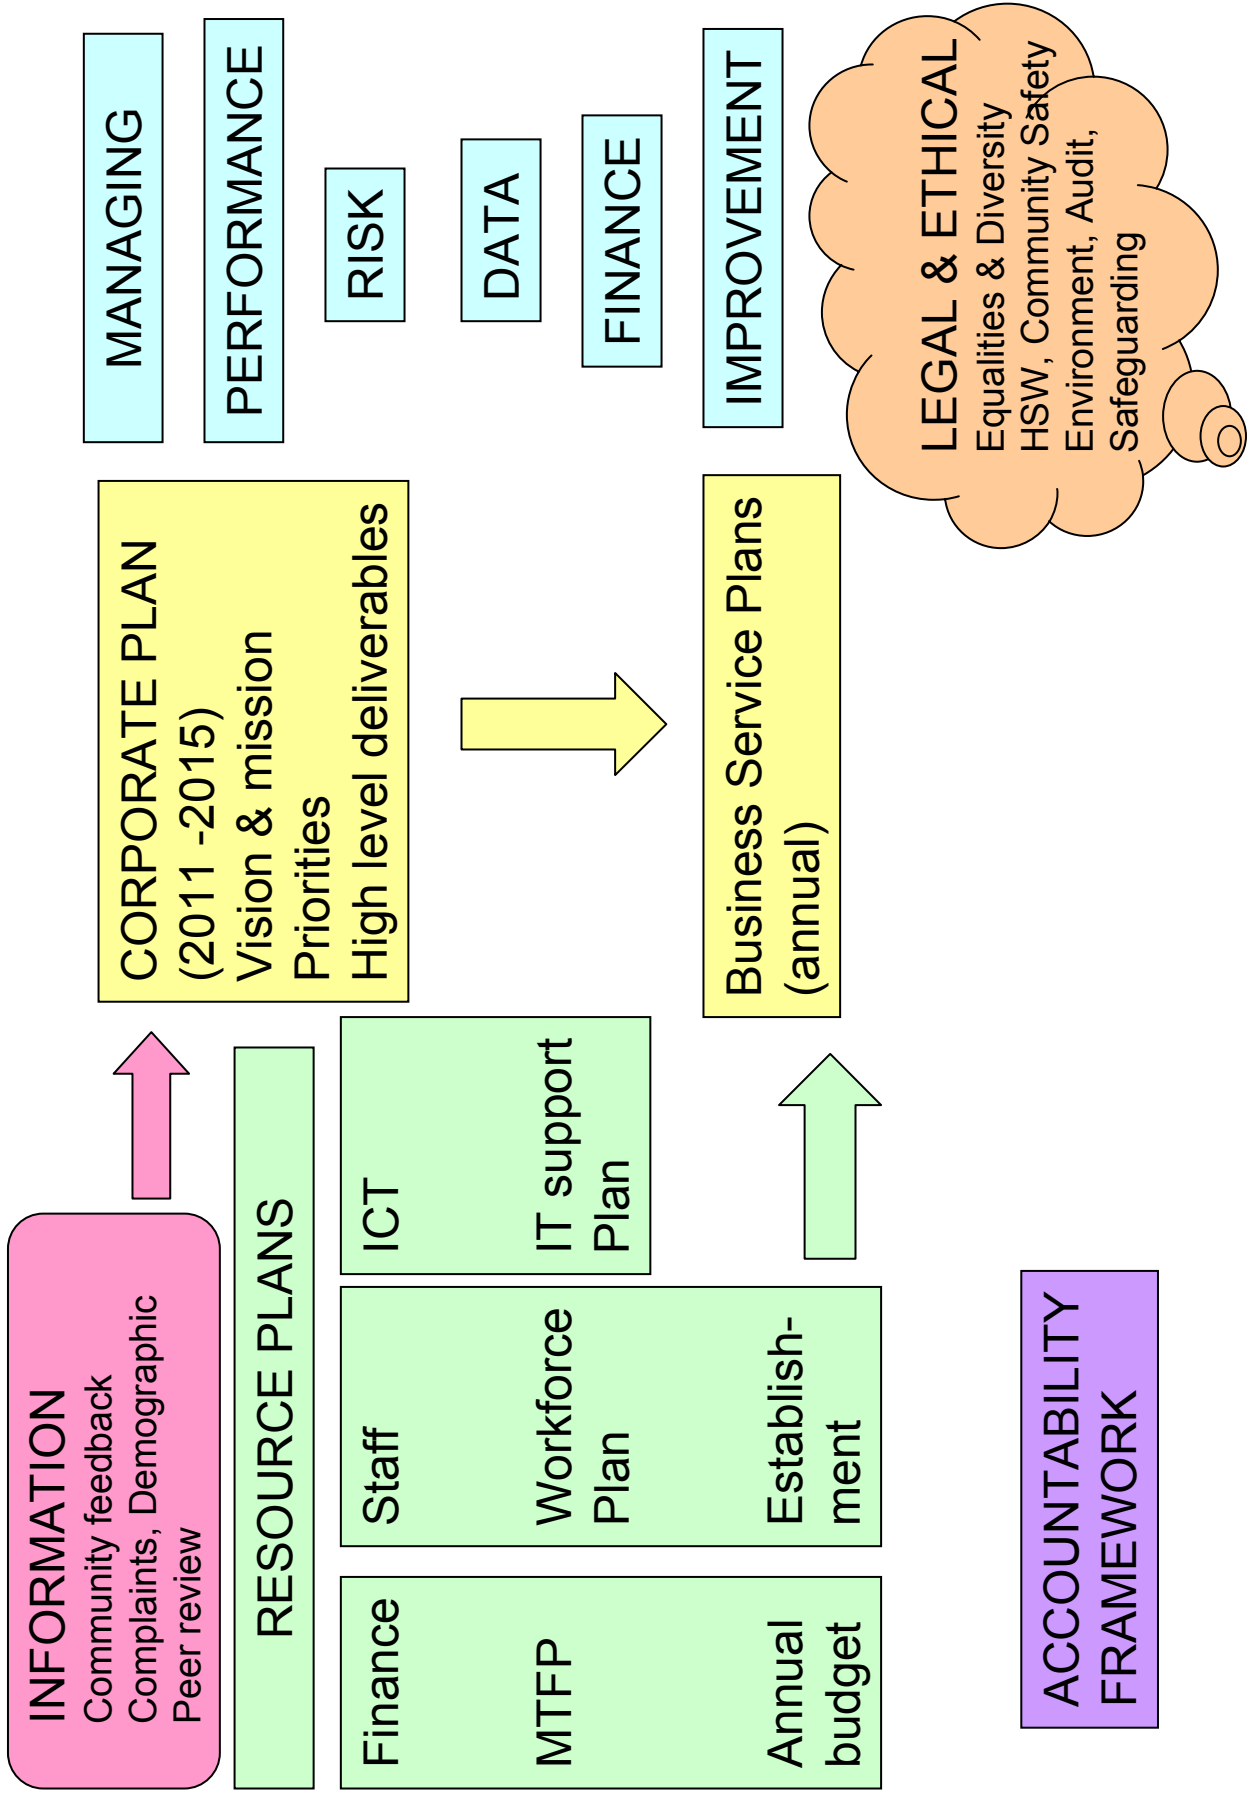 INFORMATION
Community feedback
Complaints, Demographic
Peer review
RESOURCE PLANS
Finance
MTFP
Annual
budget
Staff
Workforce
Plan
Establish-
ment
ICT
IT support
Plan
ACCOUNTABILITY
FRAMEWORK
CORPORATE PLAN
(2011 -2015)
Vision & mission
Priorities
High level deliverables
Business Service Plans
(annual)
MANAGING
PERFORMANCE
RISK
DATA
FINANCE
IMPROVEMENT
LEGAL & ETHICAL
Equalities & Diversity
HSW, Community Safety
Environment, Audit,
Safeguarding